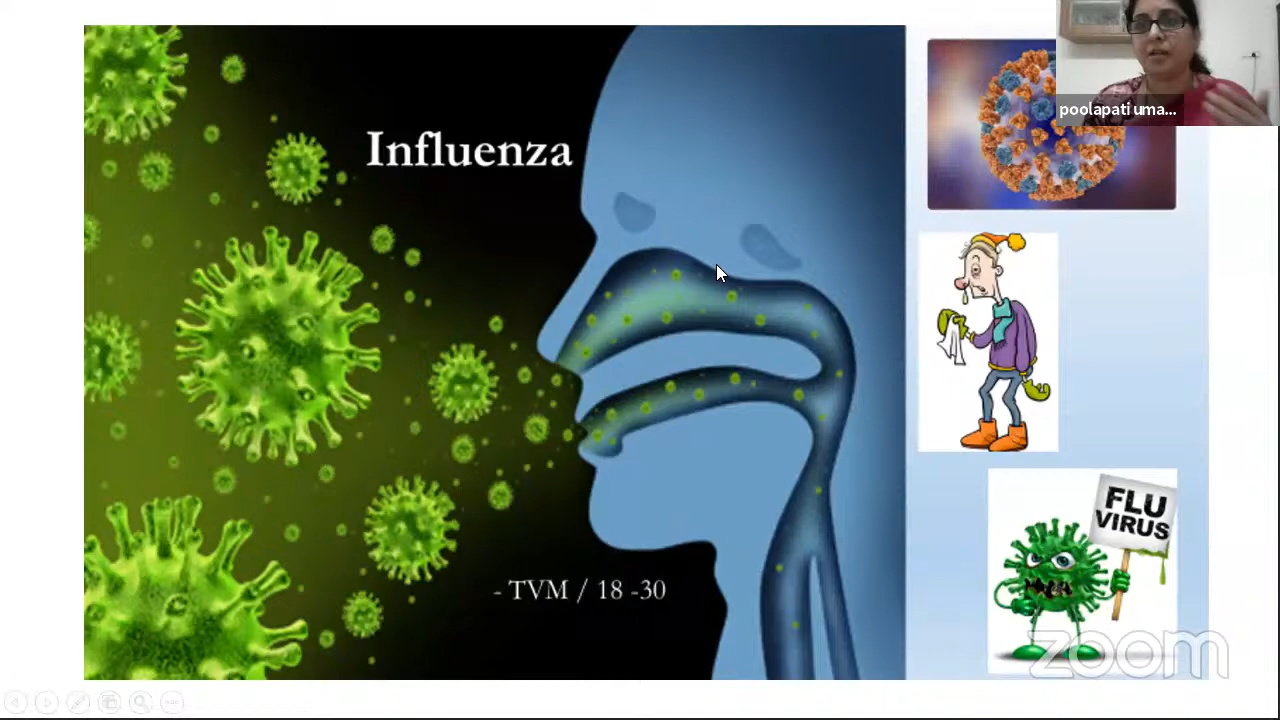 Influenza
- TVM / 18 -30
poolapati uma...
FLU
VIRUS
zoom